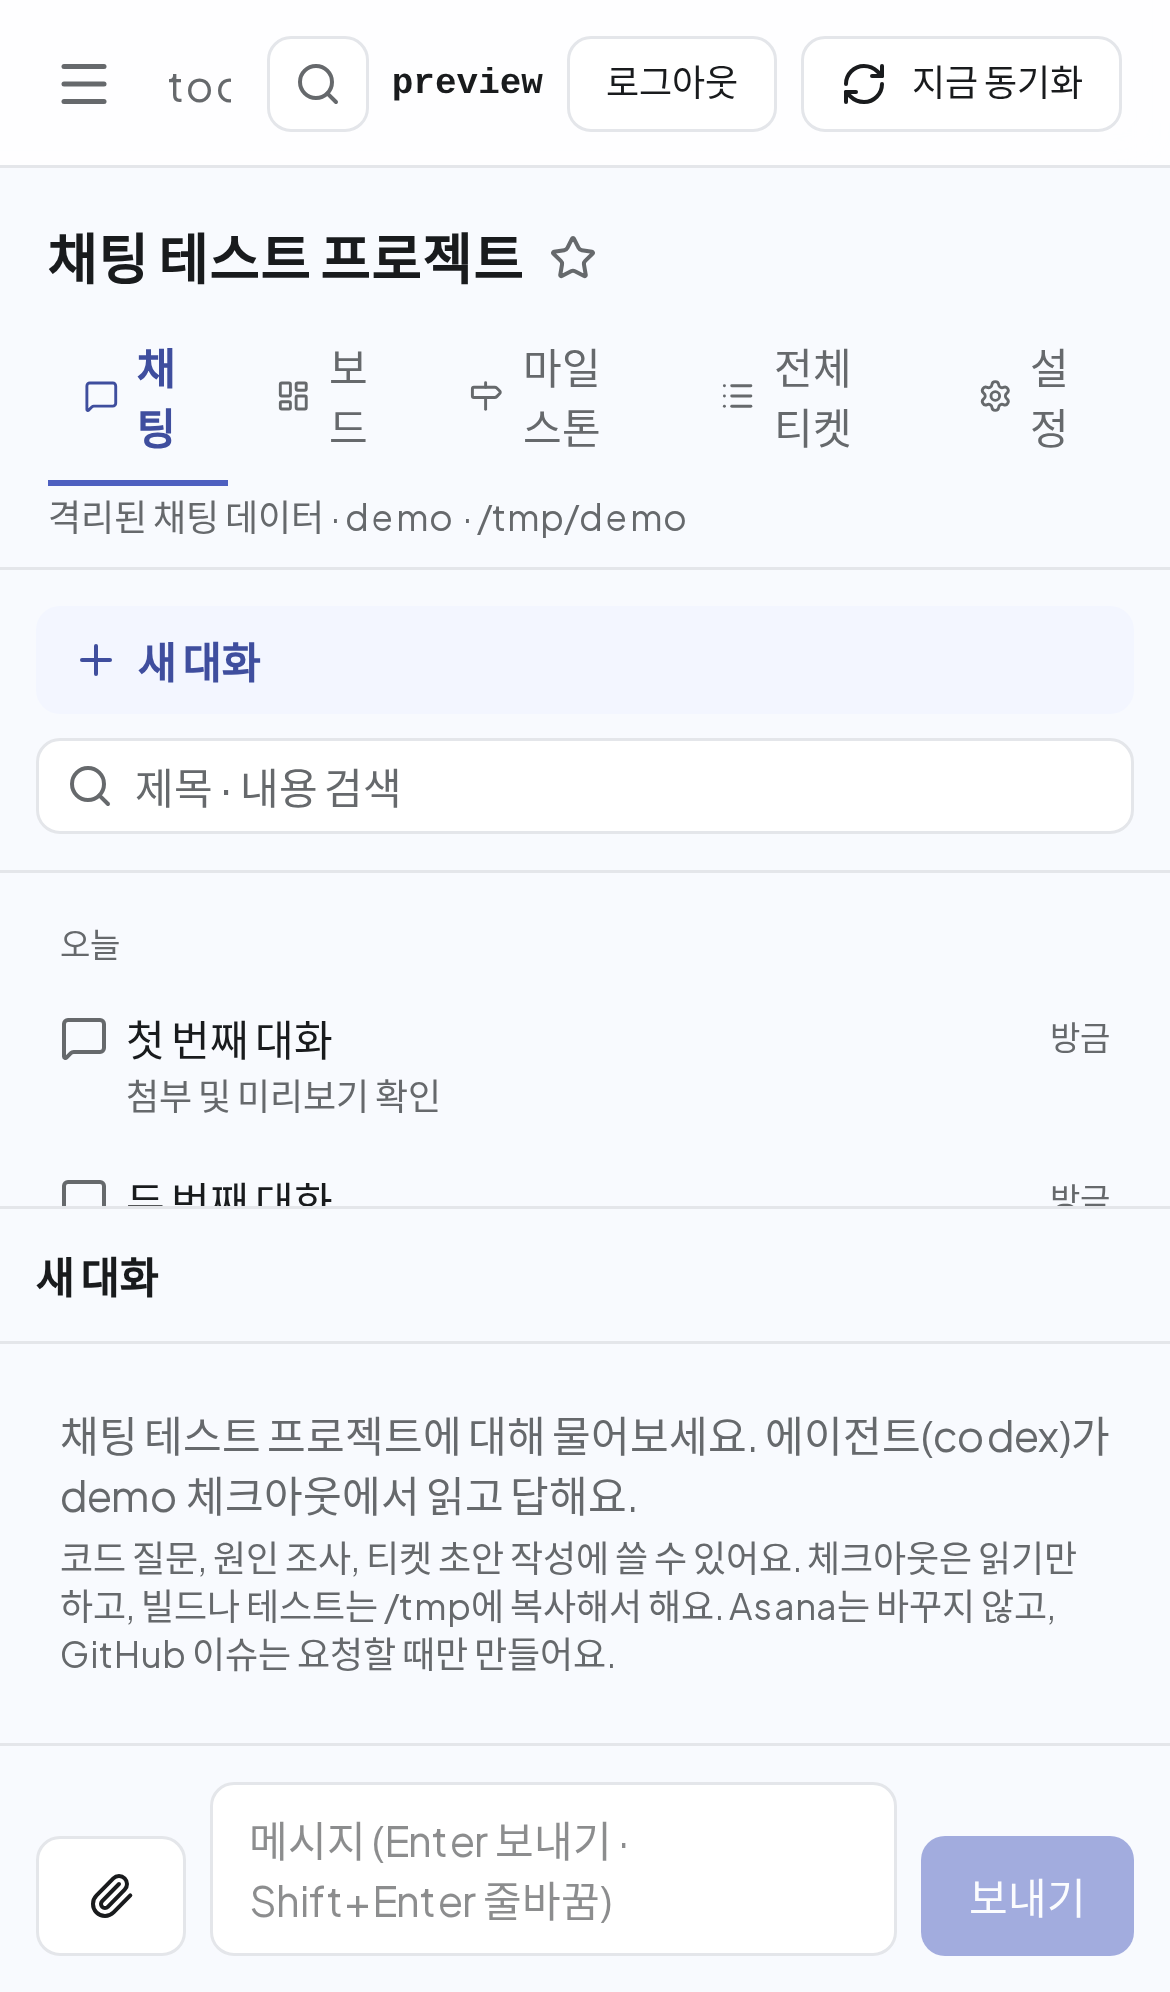 preview
로그아웃
지금 동기화
채팅 테스트 프로젝트
채팅
보드
마일스톤
전체 티켓
설정
격리된 채팅 데이터 · demo · /tmp/demo
새 대화
제목 · 내용 검색
오늘
첫 번째 대화
방금
첨부 및 미리보기 확인
두 번째 대화
방금
새 대화
채팅 테스트 프로젝트에 대해 물어보세요. 에이전트(codex)가
demo 체크아웃에서 읽고 답해요.
코드 질문, 원인 조사, 티켓 초안 작성에 쓸 수 있어요. 체크아웃은 읽기만
하고, 빌드나 테스트는 /tmp에 복사해서 해요. Asana는 바꾸지 않고,
GitHub 이슈는 요청할 때만 만들어요.
메시지 (Enter 보내기 ·
Shift+Enter 줄바꿈)
보내기